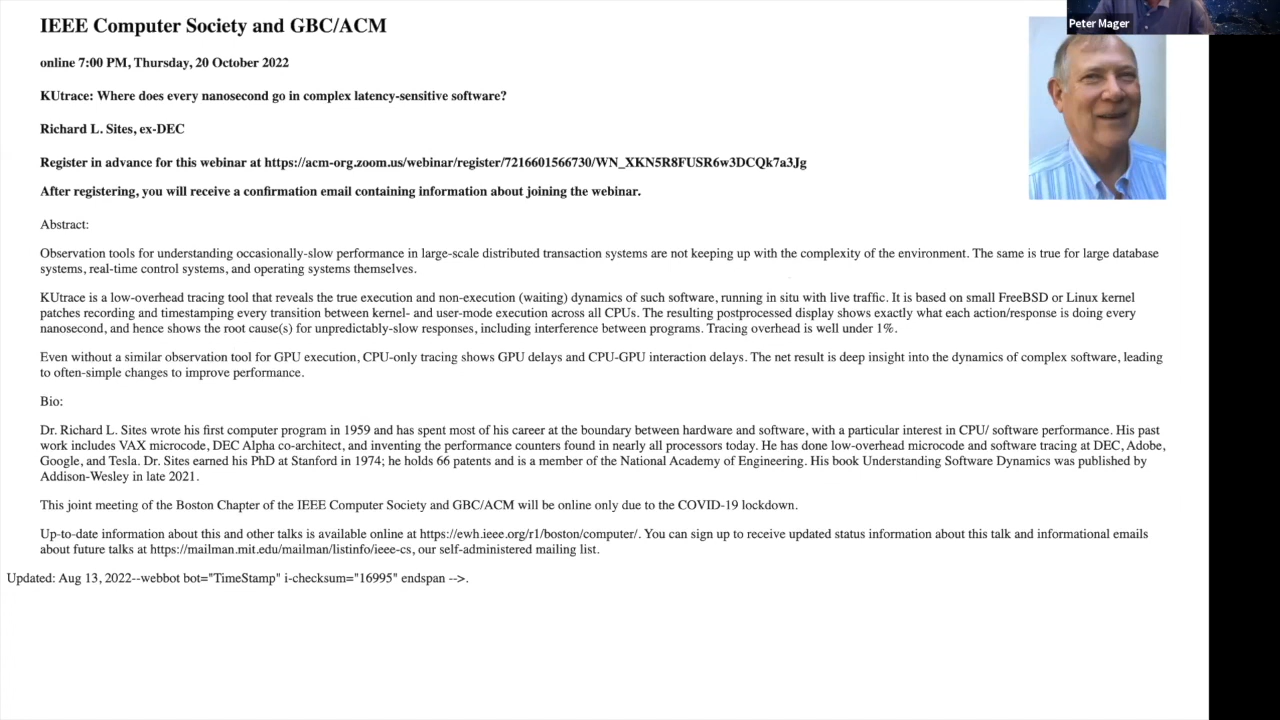 IEEE Computer Society and GBC/ACM
Peter Mager
online 7:00 PM, Thursday, 20 October 2022
KUtrace: Where does every nanosecond go in complex latency-sensitive software?
Richard L. Sites, ex-DEC
Register in advance for this webinar at https://acm-org.zoom.us/webinar/register/7216601566730/WN_XKN5R8FUSR6w3DCQk7a3Jg
After registering, you will receive a confirmation email containing information about joining the webinar.
Abstract:
Observation tools for understanding occasionally-slow performance in large-scale distributed transaction systems are not keeping up with the complexity of the environment. The same is true for large database
systems, real-time control systems, and operating systems themselves.
KUtrace is a low-overhead tracing tool that reveals the true execution and non-execution (waiting) dynamics of such software, running in situ with live traffic. It is based on small FreeBSD or Linux kernel
patches recording and timestamping every transition between kernel- and user-mode execution across all CPUs. The resulting postprocessed display shows exactly what each action/response is doing every
nanosecond, and hence shows the root cause(s) for unpredictably-slow responses, including interference between programs. Tracing overhead is well under 1%.
Even without a similar observation tool for GPU execution, CPU-only tracing shows GPU delays and CPU-GPU interaction delays. The net result is deep insight into the dynamics of complex software, leading
to often-simple changes to improve performance.
Bio:
Dr. Richard L. Sites wrote his first computer program in 1959 and has spent most of his career at the boundary between hardware and software, with a particular interest in CPU/ software performance. His past
work includes VAX microcode, DEC Alpha co-architect, and inventing the performance counters found in nearly all processors today. He has done low-overhead microcode and software tracing at DEC, Adobe,
Google, and Tesla. Dr. Sites earned his PhD at Stanford in 1974; he holds 66 patents and is a member of the National Academy of Engineering. His book Understanding Software Dynamics was published by
Addison-Wesley in late 2021.
This joint meeting of the Boston Chapter of the IEEE Computer Society and GBC/ACM will be online only due to the COVID-19 lockdown.
Up-to-date information about this and other talks is available online at https://ewh.ieee.org/r1/boston/computer/. You can sign up to receive updated status information about this talk and informational emails
about future talks at https://mailman.mit.edu/mailman/listinfo/ieee-cs, our self-administered mailing list.
Updated: Aug 13, 2022--webbot bot="TimeStamp" i-checksum="16995" endspan -->.